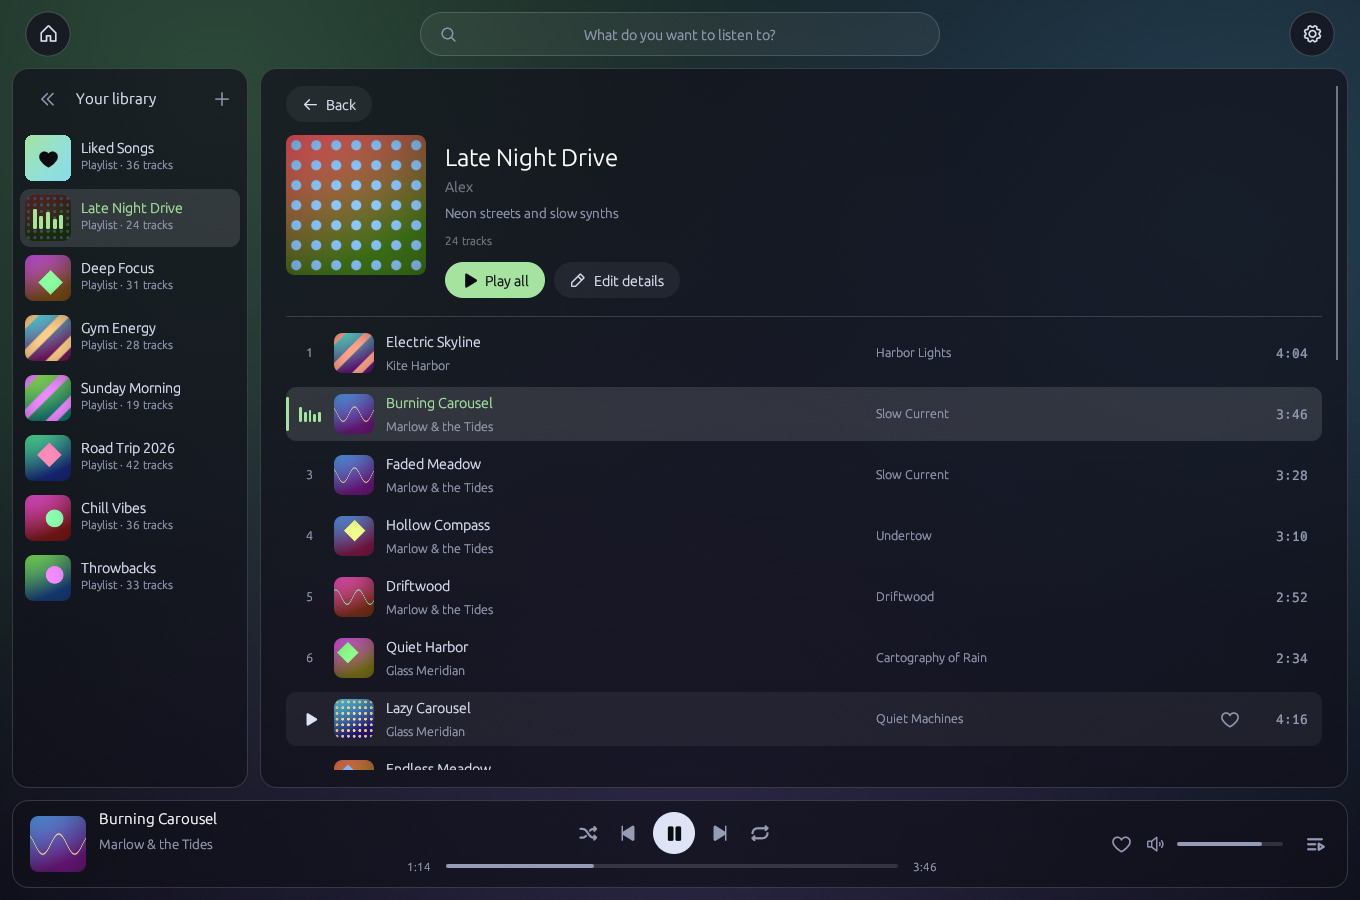 What do you want to listen to?
Your library
Liked Songs
Playlist · 36 tracks
Late Night Drive
Playlist · 24 tracks
Deep Focus
Playlist · 31 tracks
Gym Energy
Playlist · 28 tracks
Sunday Morning
Playlist · 19 tracks
Road Trip 2026
Playlist · 42 tracks
Chill Vibes
Playlist · 36 tracks
Throwbacks
Playlist · 33 tracks
Back
Late Night Drive
Alex
Neon streets and slow synths
24 tracks
Play all
Edit details
1 Electric Skyline Harbor Lights 4:04
Kite Harbor
Burning Carousel Slow Current 3:46
Marlow & the Tides
3 Faded Meadow Slow Current 3:28
Marlow & the Tides
4 Hollow Compass Undertow 3:10
Marlow & the Tides
5 Driftwood Driftwood 2:52
Marlow & the Tides
6 Quiet Harbor Cartography of Rain 2:34
Glass Meridian
Lazy Carousel Quiet Machines 4:16
Glass Meridian
Endless Meadow
Burning Carousel
Marlow & the Tides
1:14 3:46